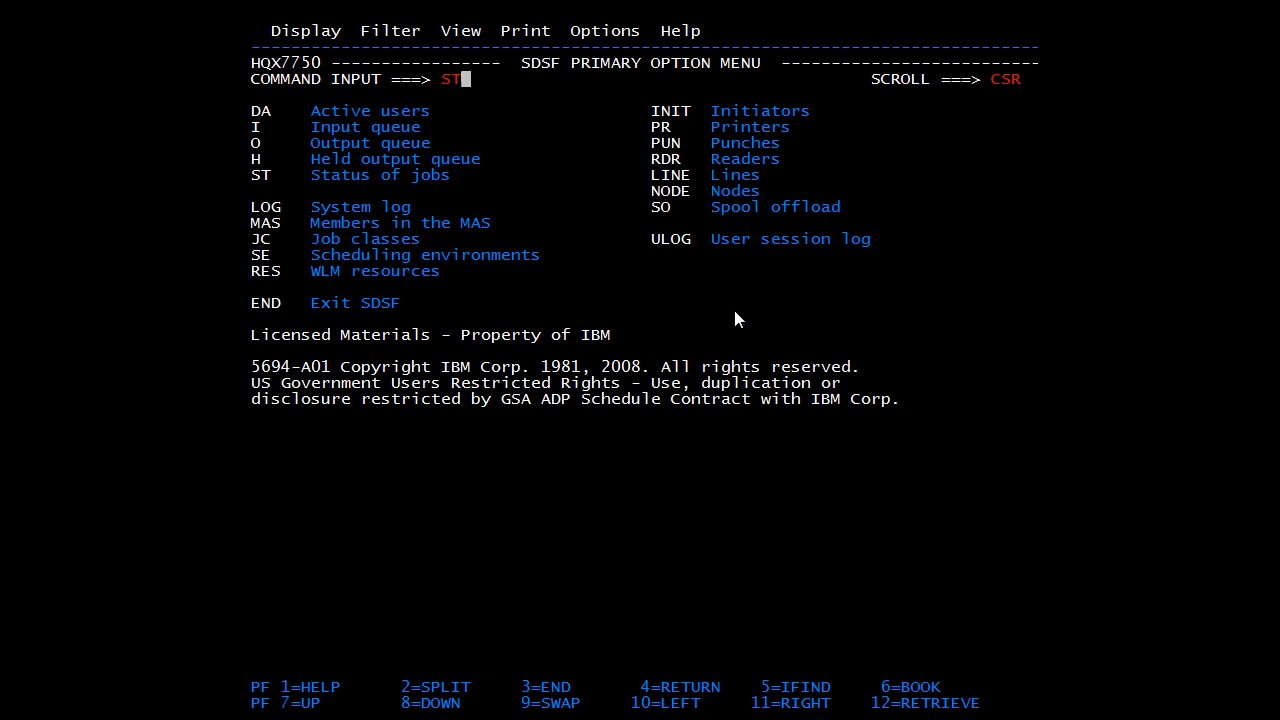 Display  Filter  View  Print  Options  Help
-------------------------------------------------------------------------------
HQX7750 -----------------  SDSF PRIMARY OPTION MENU  --------------------------
COMMAND INPUT ===> ST                                         SCROLL ===> CSR
DA    Active users                      INIT  Initiators
I     Input queue                       PR    Printers
O     Output queue                      PUN   Punches
H     Held output queue                 RDR   Readers
ST    Status of jobs                    LINE  Lines
                                        NODE  Nodes
LOG   System log                        SO    Spool offload
MAS   Members in the MAS
JC    Job classes                       ULOG  User session log
SE    Scheduling environments
RES   WLM resources
END   Exit SDSF
Licensed Materials - Property of IBM
5694-A01 Copyright IBM Corp. 1981, 2008. All rights reserved.
US Government Users Restricted Rights - Use, duplication or
disclosure restricted by GSA ADP Schedule Contract with IBM Corp.
PF 1=HELP      2=SPLIT     3=END       4=RETURN    5=IFIND     6=BOOK
PF 7=UP        8=DOWN      9=SWAP     10=LEFT     11=RIGHT    12=RETRIEVE